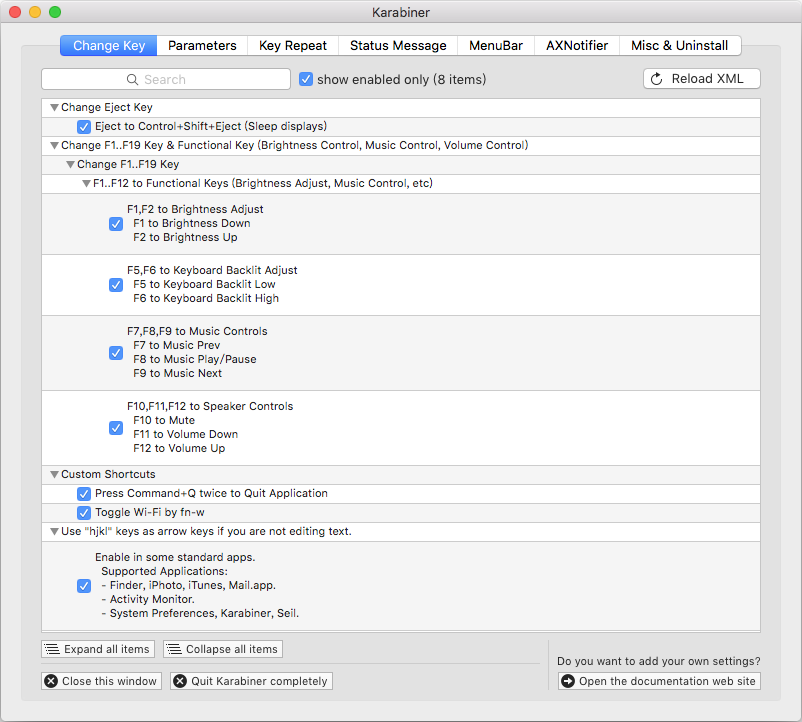 Karabiner
Change Key Parameters Key Repeat Status Message MenuBar AXNotifier Misc & Uninstall
Search show enabled only (8 items) Reload XML
Change Eject Key
Eject to Control+Shift+Eject (Sleep displays)
Change F1..F19 Key & Functional Key (Brightness Control, Music Control, Volume Control)
Change F1..F19 Key
F1..F12 to Functional Keys (Brightness Adjust, Music Control, etc)
F1,F2 to Brightness Adjust
F1 to Brightness Down
F2 to Brightness Up
F5,F6 to Keyboard Backlit Adjust
F5 to Keyboard Backlit Low
F6 to Keyboard Backlit High
F7,F8,F9 to Music Controls
F7 to Music Prev
F8 to Music Play/Pause
F9 to Music Next
F10,F11,F12 to Speaker Controls
F10 to Mute
F11 to Volume Down
F12 to Volume Up
Custom Shortcuts
Press Command+Q twice to Quit Application
Toggle Wi-Fi by fn-w
Use "hjkl" keys as arrow keys if you are not editing text.
Enable in some standard apps.
Supported Applications:
- Finder, iPhoto, iTunes, Mail.app.
- Activity Monitor.
- System Preferences, Karabiner, Seil.
Expand all items Collapse all items
Do you want to add your own settings?
Close this window Quit Karabiner completely Open the documentation web site